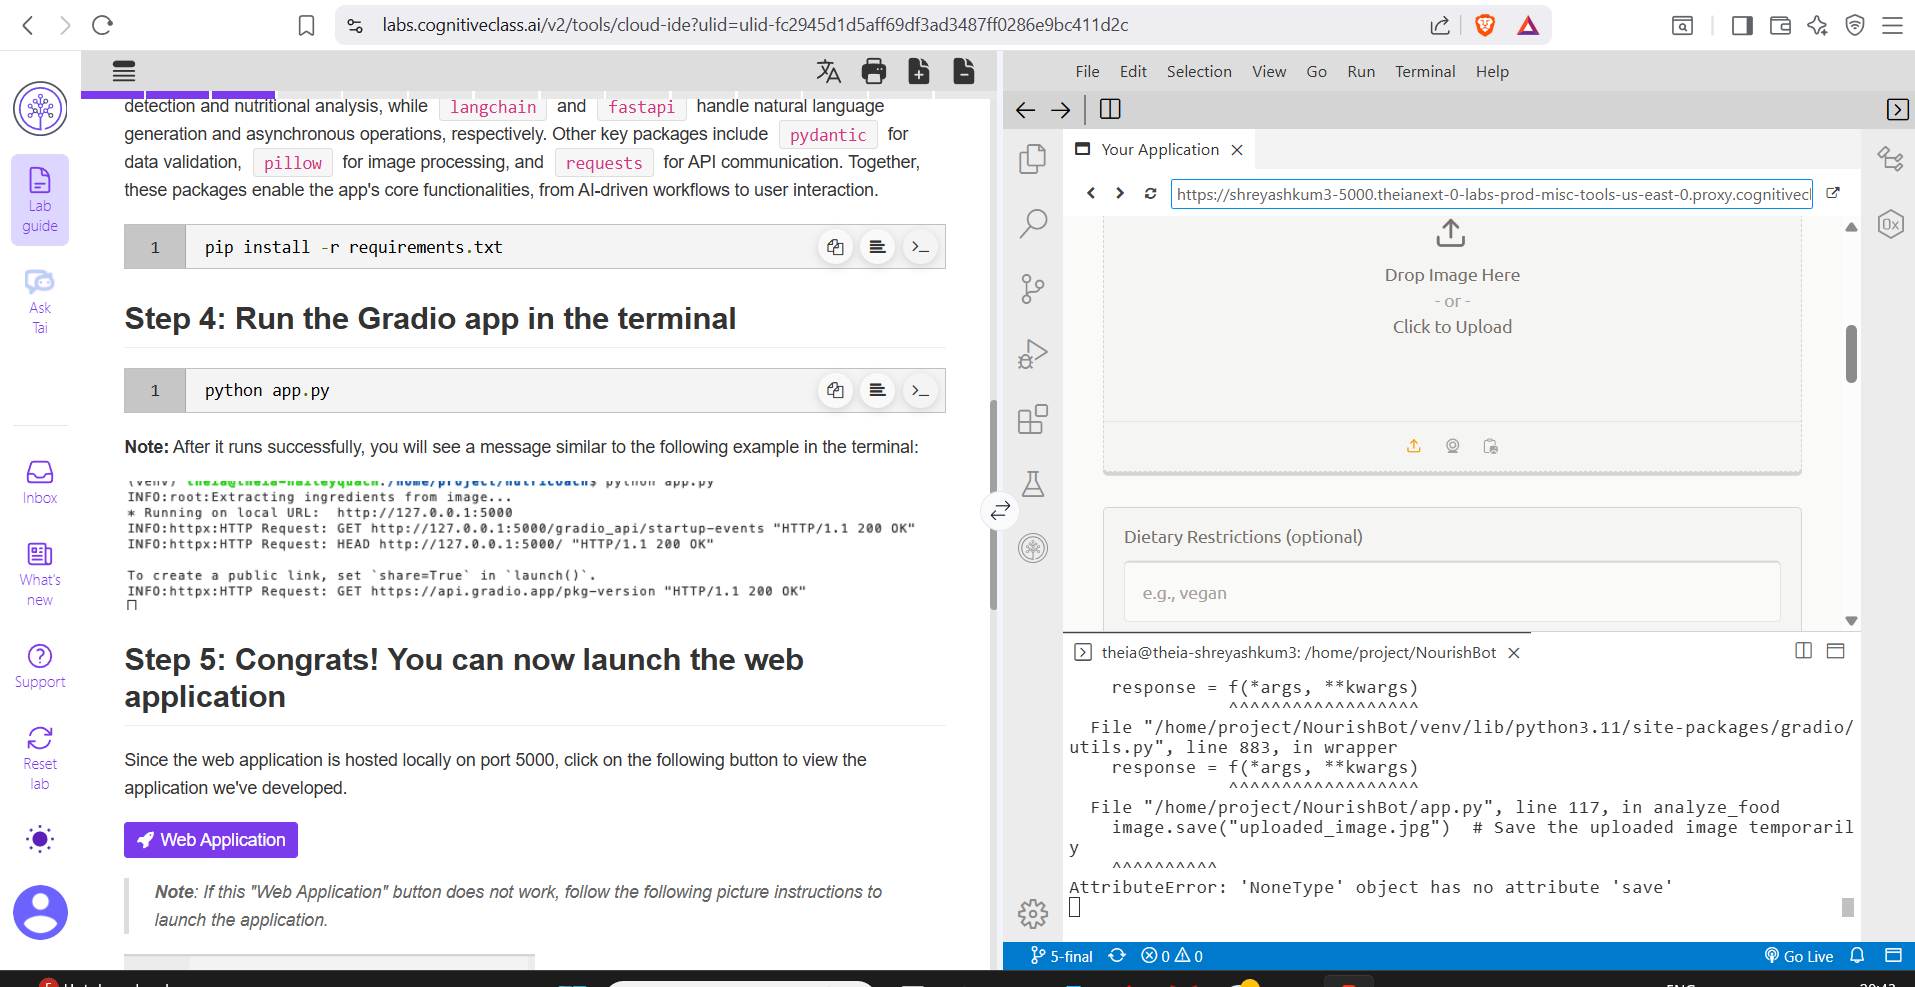 labs.cognitiveclass.ai/v2/tools/cloud-ide?ulid=ulid-fc2945d1d5aff69df3ad3487ff0286e9bc411d2c
Lab
guide
Ask
Tai
Inbox
What's
new
Support
Reset
lab
detection and nutritional analysis, while langchain and fastapi handle natural language
generation and asynchronous operations, respectively. Other key packages include pydantic for
data validation, pillow for image processing, and requests for API communication. Together,
these packages enable the app's core functionalities, from AI-driven workflows to user interaction.
1 pip install -r requirements.txt
Step 4: Run the Gradio app in the terminal
1 python app.py
Note: After it runs successfully, you will see a message similar to the following example in the terminal:
(venv) theia@theia-haileyquach:/home/project/nutricoach$ python app.py
INFO:root:Extracting ingredients from image...
* Running on local URL: http://127.0.0.1:5000
INFO:httpx:HTTP Request: GET http://127.0.0.1:5000/gradio_api/startup-events "HTTP/1.1 200 OK"
INFO:httpx:HTTP Request: HEAD http://127.0.0.1:5000/ "HTTP/1.1 200 OK"
To create a public link, set `share=True` in `launch()`.
INFO:httpx:HTTP Request: GET https://api.gradio.app/pkg-version "HTTP/1.1 200 OK"
Step 5: Congrats! You can now launch the web
application
Since the web application is hosted locally on port 5000, click on the following button to view the
application we've developed.
Web Application
Note: If this "Web Application" button does not work, follow the following picture instructions to
launch the application.
File Edit Selection View Go Run Terminal Help
Your Application
https://shreyashkum3-5000.theianext-0-labs-prod-misc-tools-us-east-0.proxy.cognitivecl
Drop Image Here
- or -
Click to Upload
Dietary Restrictions (optional)
e.g., vegan
theia@theia-shreyashkum3: /home/project/NourishBot
response = f(*args, **kwargs)
^^^^^^^^^^^^^^^^^^
File "/home/project/NourishBot/venv/lib/python3.11/site-packages/gradio/
utils.py", line 883, in wrapper
response = f(*args, **kwargs)
^^^^^^^^^^^^^^^^^^
File "/home/project/NourishBot/app.py", line 117, in analyze_food
image.save("uploaded_image.jpg") # Save the uploaded image temporaril
y
^^^^^^^^^^
AttributeError: 'NoneType' object has no attribute 'save'
5-final 0 0 Go Live